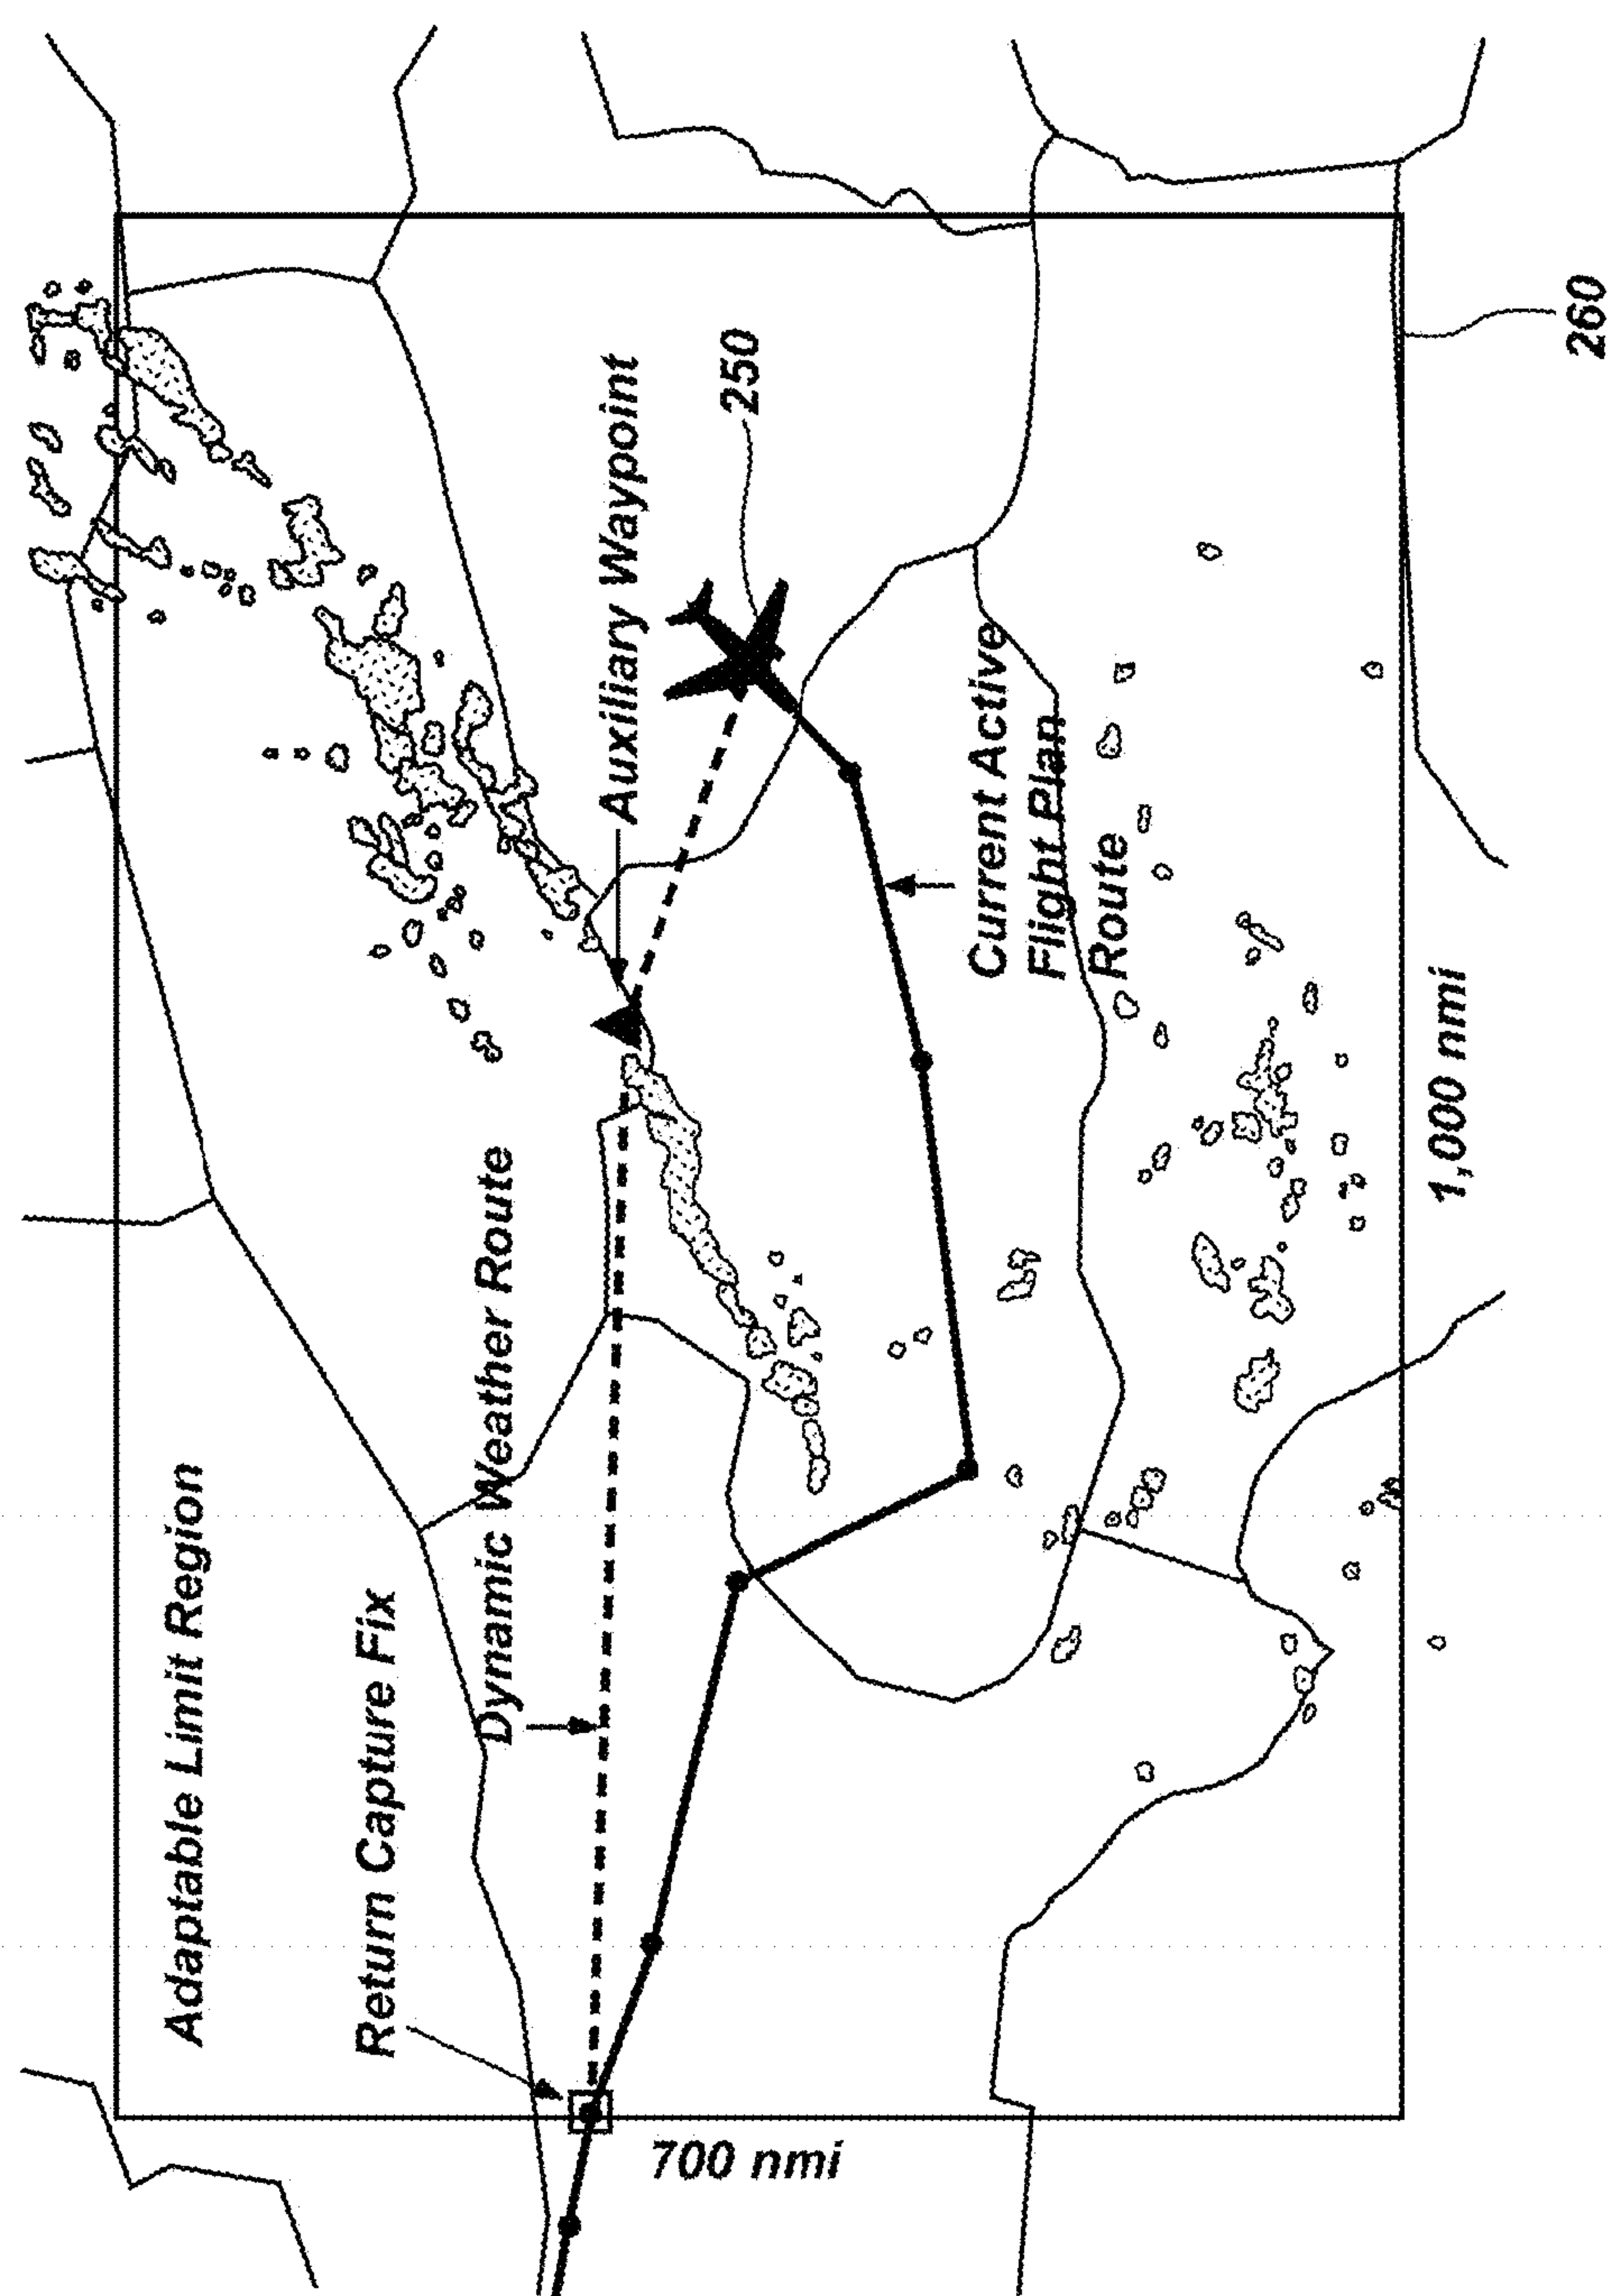 Adaptable Limit Region
Return Capture Fix
Dynamic Weather Route
Auxiliary Waypoint
250
Current Active
Flight Plan
Route
700 nmi
1,000 nmi
260